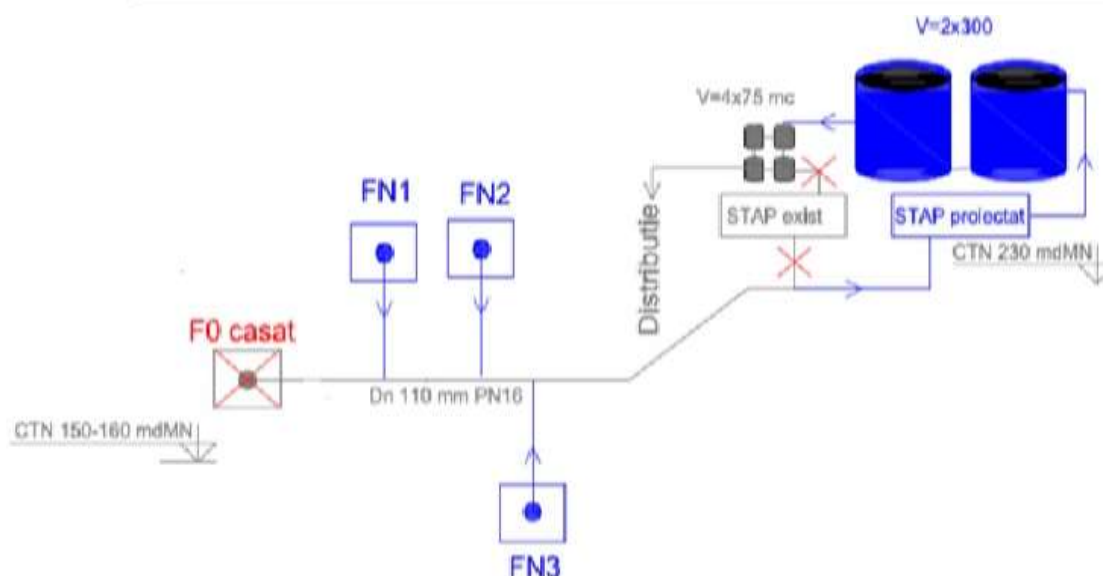 V=2x300
V=4x75 mc
FN1
FN2
STAP exist
STAP proiectat
Distributie
CTN 230 mdMN
F0 casat
Dn 110 mm PN16
CTN 150-160 mdMN
FN3